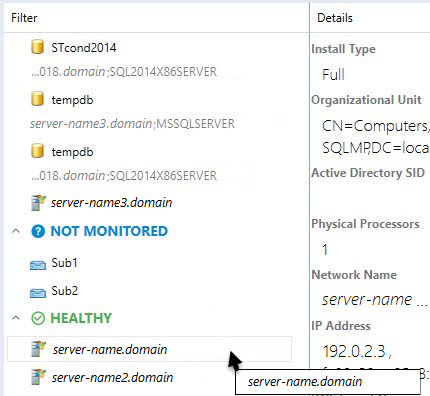 Filter
STcond2014
...018.domain;SQL2014X86SERVER
tempdb
server-name3.domain;MSSQLSERVER
tempdb
...018.domain;SQL2014X86SERVER
server-name3.domain
NOT MONITORED
Sub1
Sub2
HEALTHY
server-name.domain
server-name2.domain
server-name.domain
Details
Install Type
Full
Organizational Unit
CN=Computers,
SQLMP,DC=loca
Active Directory SID
Physical Processors
1
Network Name
server-name ...
IP Address
192.0.2.3 ,